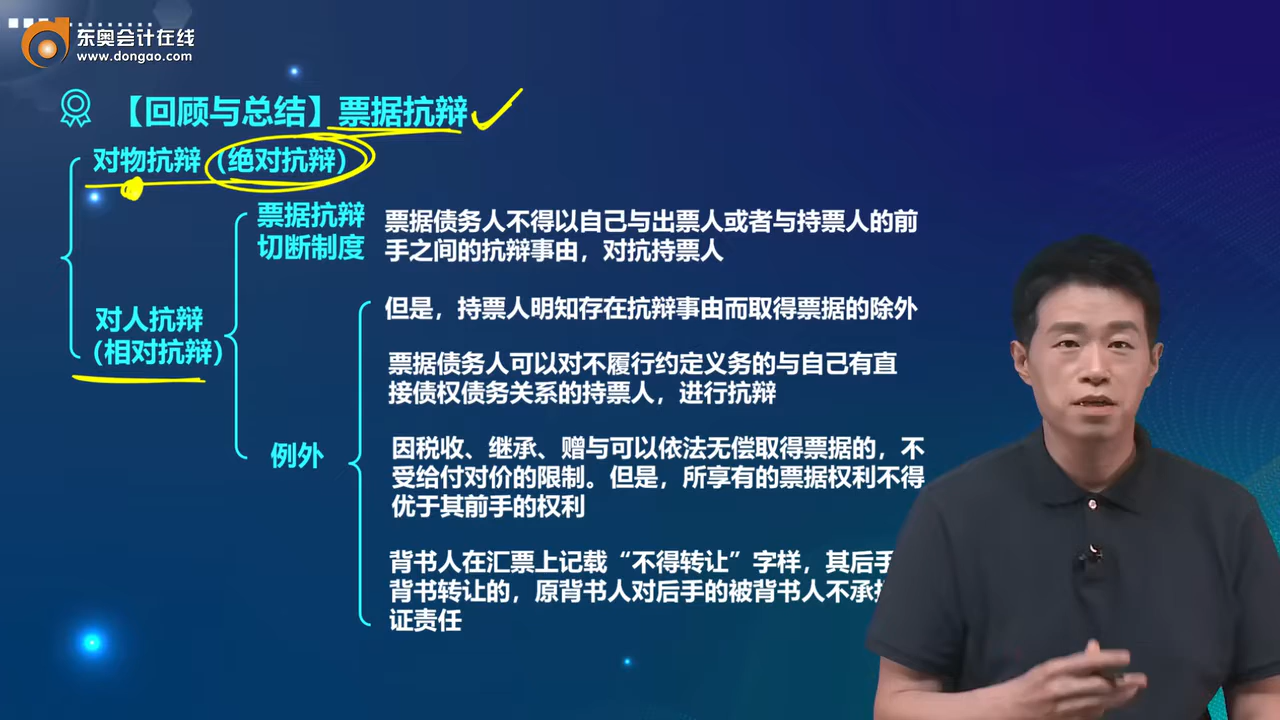 东奥会计在线
www.dongao.com
【回顾与总结】票据抗辩
对物抗辩（绝对抗辩）
票据抗辩
切断制度
票据债务人不得以自己与出票人或者与持票人的前
手之间的抗辩事由，对抗持票人
对人抗辩
（相对抗辩）
例外
但是，持票人明知存在抗辩事由而取得票据的除外
票据债务人可以对不履行约定义务的与自己有直
接债权债务关系的持票人，进行抗辩
因税收、继承、赠与可以依法无偿取得票据的，不
受给付对价的限制。但是，所享有的票据权利不得
优于其前手的权利
背书人在汇票上记载“不得转让”字样，其后手
背书转让的，原背书人对后手的被背书人不承
证责任